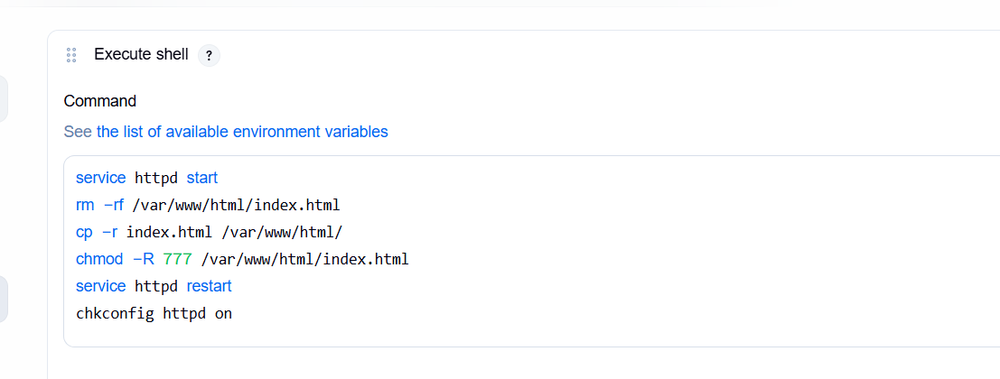 Execute shell ?
Command
See the list of available environment variables
service httpd start
rm -rf /var/www/html/index.html
cp -r index.html /var/www/html/
chmod -R 777 /var/www/html/index.html
service httpd restart
chkconfig httpd on